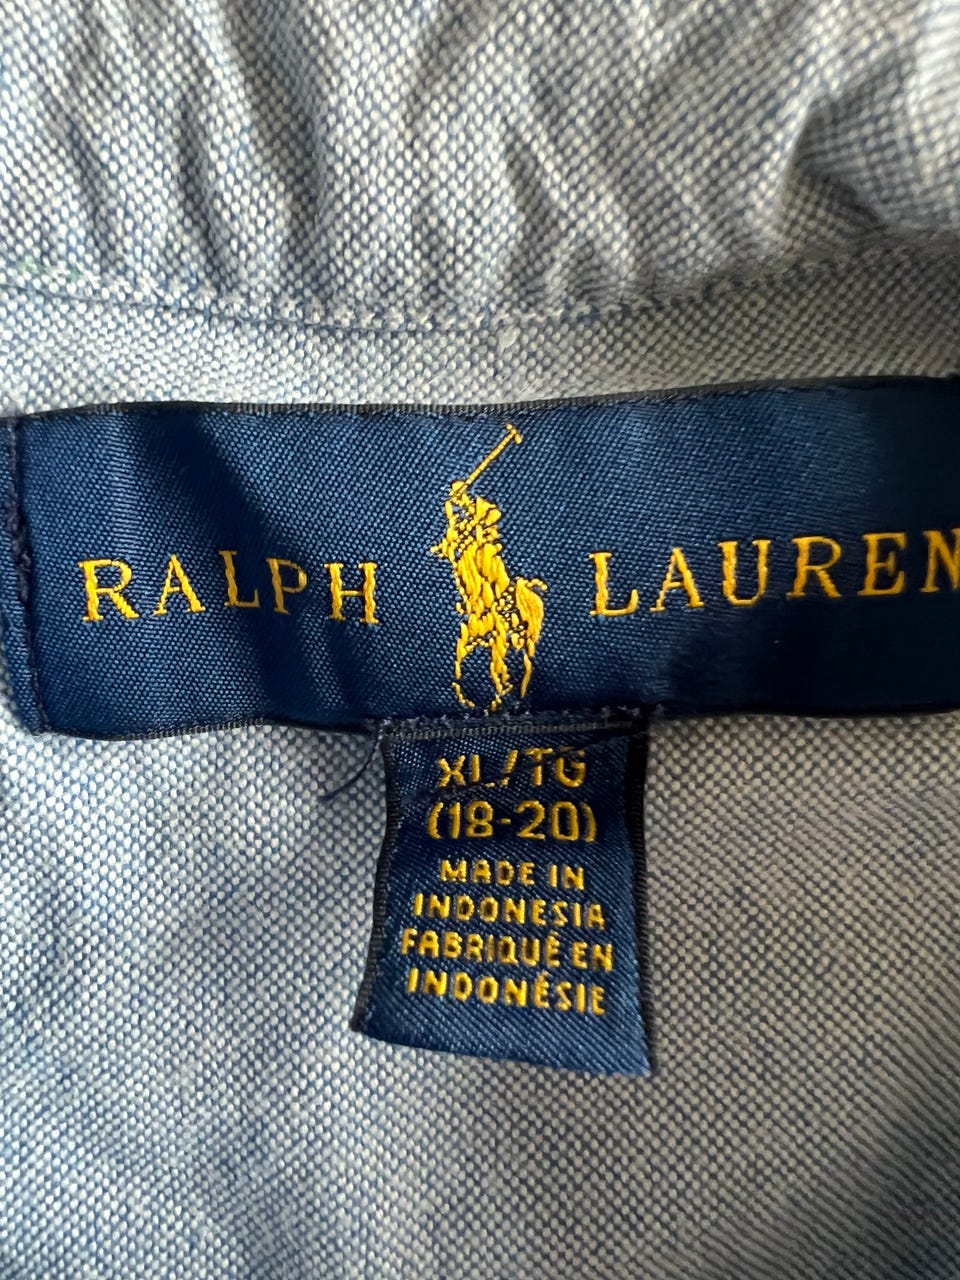 RALPH LAUREN
XL/TG
(18-20)
MADE IN
INDONESIA
FABRIQUÉ EN
INDONÉSIE